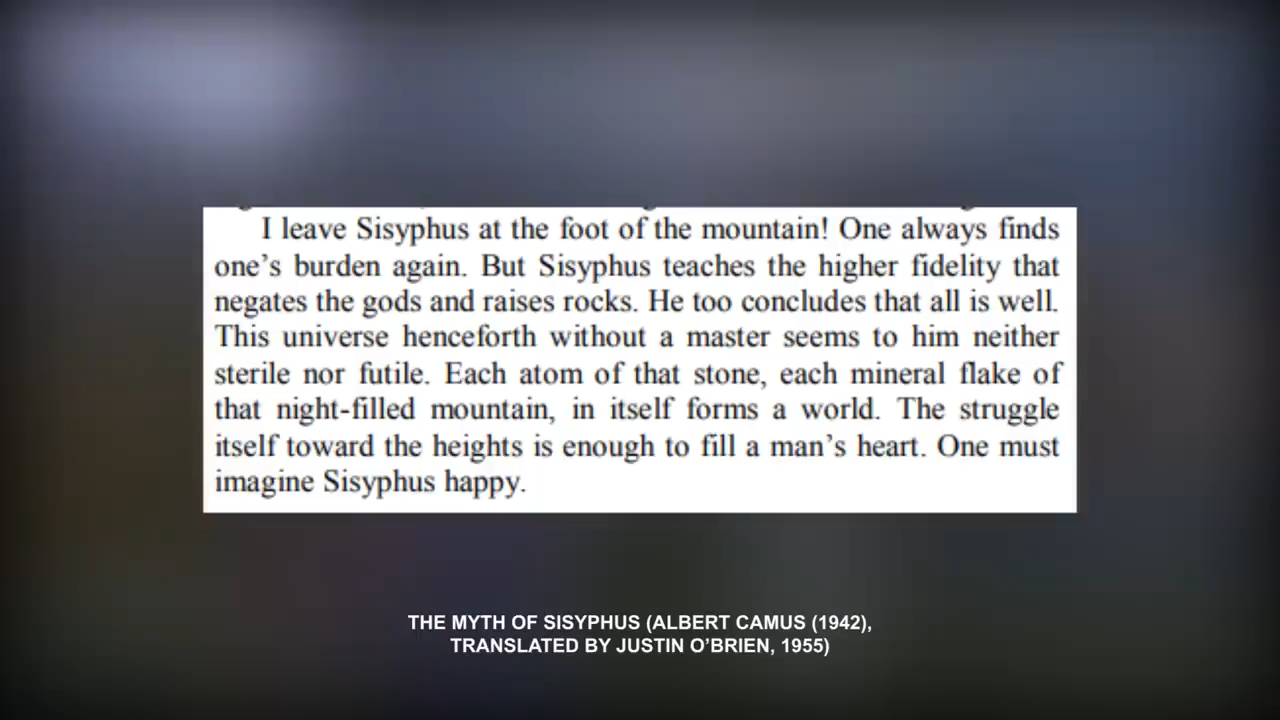 I leave Sisyphus at the foot of the mountain! One always finds
one’s burden again. But Sisyphus teaches the higher fidelity that
negates the gods and raises rocks. He too concludes that all is well.
This universe henceforth without a master seems to him neither
sterile nor futile. Each atom of that stone, each mineral flake of
that night-filled mountain, in itself forms a world. The struggle
itself toward the heights is enough to fill a man’s heart. One must
imagine Sisyphus happy.
THE MYTH OF SISYPHUS (ALBERT CAMUS (1942),
TRANSLATED BY JUSTIN O’BRIEN, 1955)